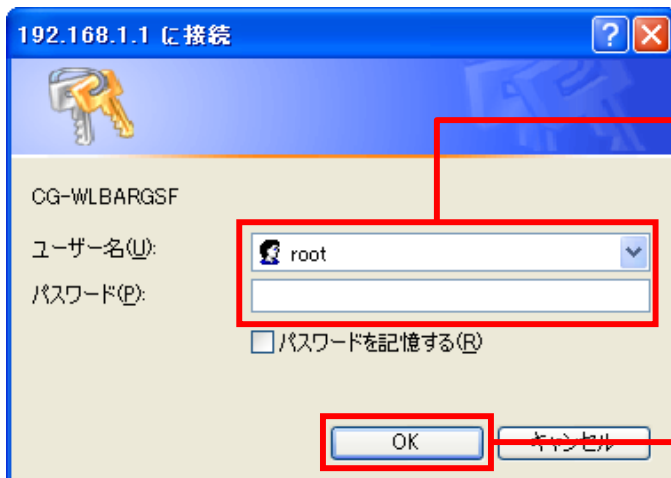 192.168.1.1 に接続
CG-WLBARGSF
ユーザー名(U):
root
パスワード(P):
パスワードを記憶する(R)
OK
キャンセル